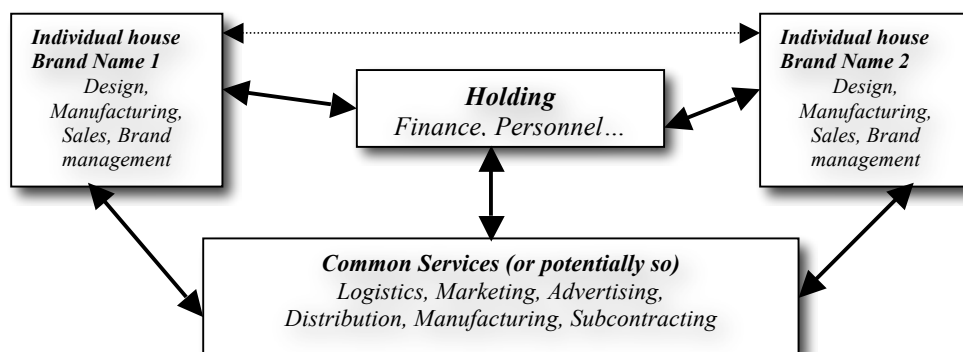 Individual house
Brand Name 1
Design,
Manufacturing,
Sales, Brand
management
Holding
Finance, Personnel…
Individual house
Brand Name 2
Design,
Manufacturing,
Sales, Brand
management
Common Services (or potentially so)
Logistics, Marketing, Advertising,
Distribution, Manufacturing, Subcontracting